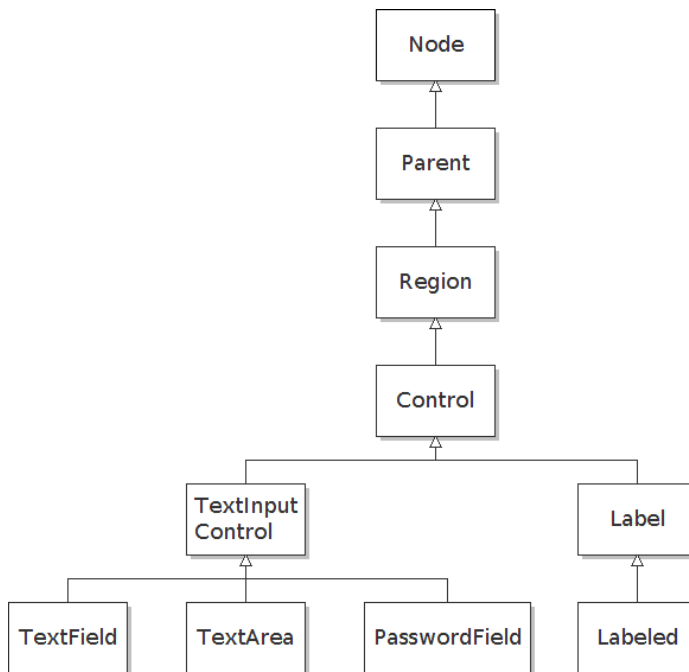 Node
Parent
Region
Control
TextInput
Control
Label
TextField
TextArea
PasswordField
Labeled